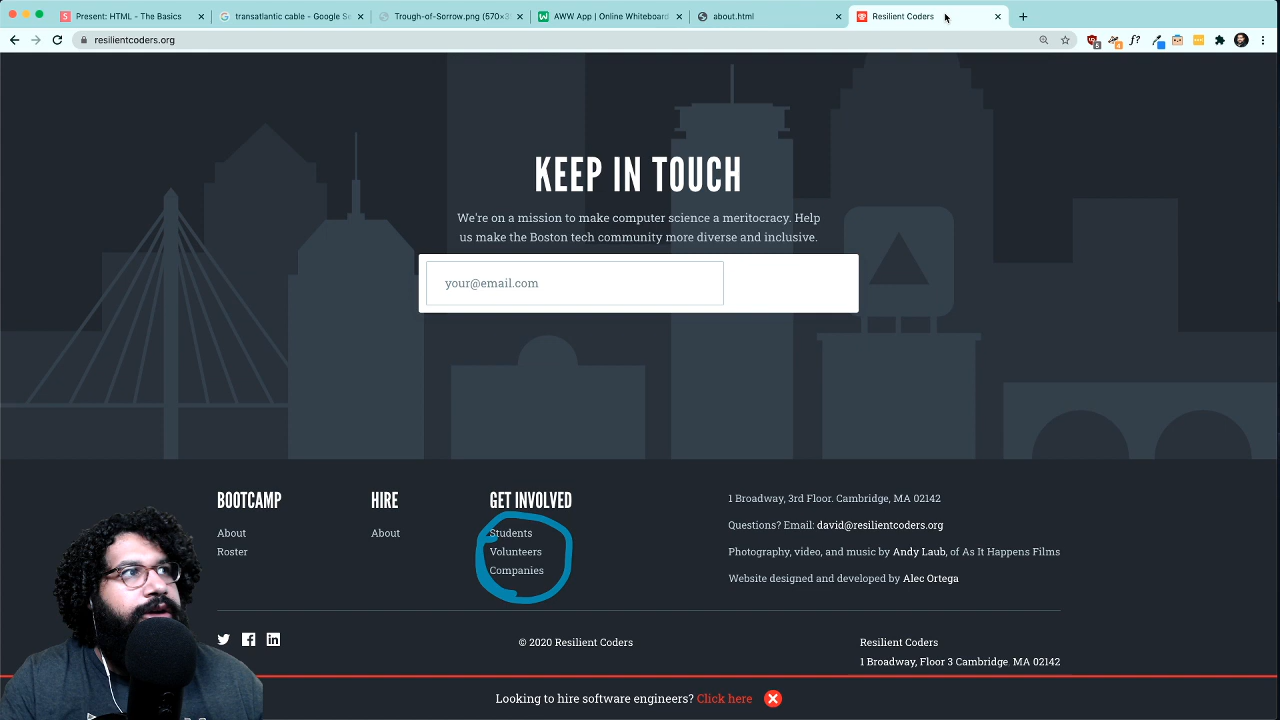 Present: HTML - The Basics
transatlantic cable - Google Se
Trough-of-Sorrow.png (570×3
AWW App | Online Whiteboard
about.html
Resilient Coders
resilientcoders.org
KEEP IN TOUCH
We're on a mission to make computer science a meritocracy. Help
us make the Boston tech community more diverse and inclusive.
your@email.com
BOOTCAMP
About
Roster
HIRE
About
GET INVOLVED
Students
Volunteers
Companies
1 Broadway, 3rd Floor. Cambridge, MA 02142
Questions? Email: david@resilientcoders.org
Photography, video, and music by Andy Laub, of As It Happens Films
Website designed and developed by Alec Ortega
© 2020 Resilient Coders
Resilient Coders
1 Broadway, Floor 3 Cambridge. MA 02142
Looking to hire software engineers? Click here